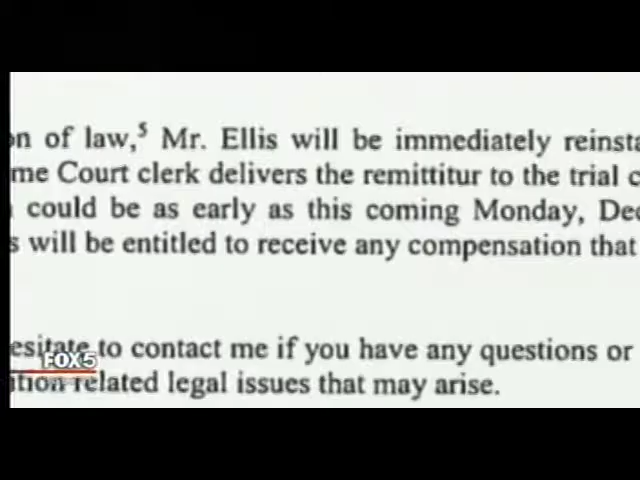 on of law,⁵ Mr. Ellis will be immediately reinsta
me Court clerk delivers the remittitur to the trial c
could be as early as this coming Monday, Dec
s will be entitled to receive any compensation that
esitate to contact me if you have any questions or
FOX5
ition related legal issues that may arise.